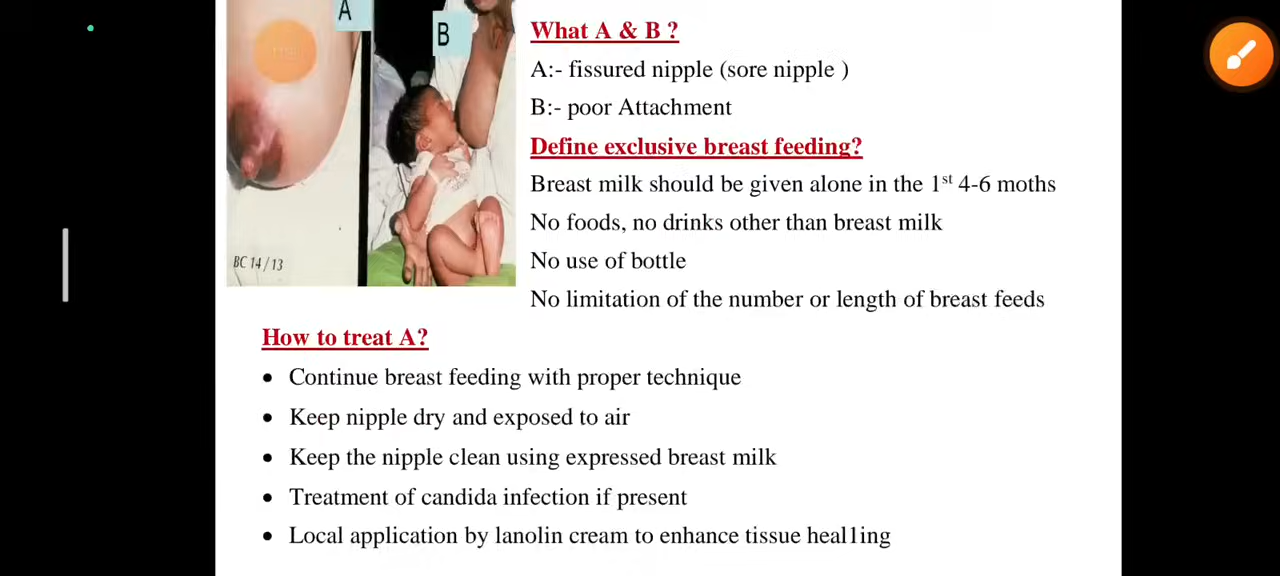 A
B
BC 14/13
What A & B ?
A:- fissured nipple (sore nipple )
B:- poor Attachment
Define exclusive breast feeding?
Breast milk should be given alone in the 1st 4-6 moths
No foods, no drinks other than breast milk
No use of bottle
No limitation of the number or length of breast feeds
How to treat A?
• Continue breast feeding with proper technique
• Keep nipple dry and exposed to air
• Keep the nipple clean using expressed breast milk
• Treatment of candida infection if present
• Local application by lanolin cream to enhance tissue heal1ing